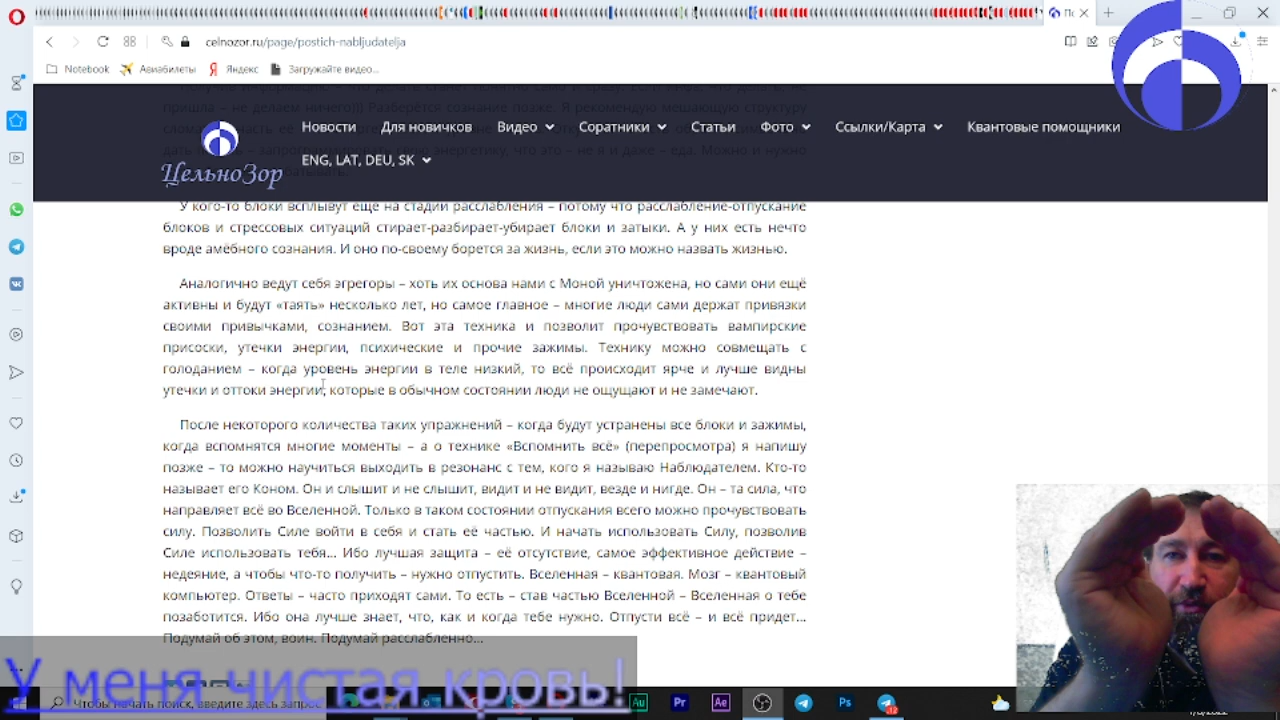 По
celnozor.ru/page/postich-nabljudatelja
Notebook Авиабилеты Яндекс Загружайте видео...
Новости Для новичков Видео Соратники Статьи Фото Ссылки/Карта Квантовые помощники
ENG, LAT, DEU, SK
ЦельноЗор
У кого-то блоки всплывут ещё на стадии расслабления – потому что расслабление-отпускание
блоков и стрессовых ситуаций стирает-разбирает-убирает блоки и затыки. А у них есть нечто
вроде амёбного сознания. И оно по-своему борется за жизнь, если это можно назвать жизнью.
Аналогично ведут себя эгрегоры – хоть их основа нами с Моной уничтожена, но сами они ещё
активны и будут «таять» несколько лет, но самое главное – многие люди сами держат привязки
своими привычками, сознанием. Вот эта техника и позволит прочувствовать вампирские
присоски, утечки энергии, психические и прочие зажимы. Технику можно совмещать с
голоданием – когда уровень энергии в теле низкий, то всё происходит ярче и лучше видны
утечки и оттоки энергии, которые в обычном состоянии люди не ощущают и не замечают.
После некоторого количества таких упражнений – когда будут устранены все блоки и зажимы,
когда вспомнятся многие моменты – а о технике «Вспомнить всё» (перепросмотра) я напишу
позже – то можно научиться выходить в резонанс с тем, кого я называю Наблюдателем. Кто-то
называет его Коном. Он и слышит и не слышит, видит и не видит, везде и нигде. Он – та сила, что
направляет всё во Вселенной. Только в таком состоянии отпускания всего можно прочувствовать
силу. Позволить Силе войти в себя и стать её частью. И начать использовать Силу, позволив
Силе использовать тебя... Ибо лучшая защита – её отсутствие, самое эффективное действие –
недеяние, а чтобы что-то получить – нужно отпустить. Вселенная – квантовая. Мозг – квантовый
компьютер. Ответы – часто приходят сами. То есть – став частью Вселенной – Вселенная о тебе
позаботится. Ибо она лучше знает, что, как и когда тебе нужно. Отпусти всё – и всё придет...
Подумай об этом, воин. Подумай расслабленно...
У меня чистая кровь!
Чтобы начать поиск, введите здесь запрос
Au Pr Ae Ps